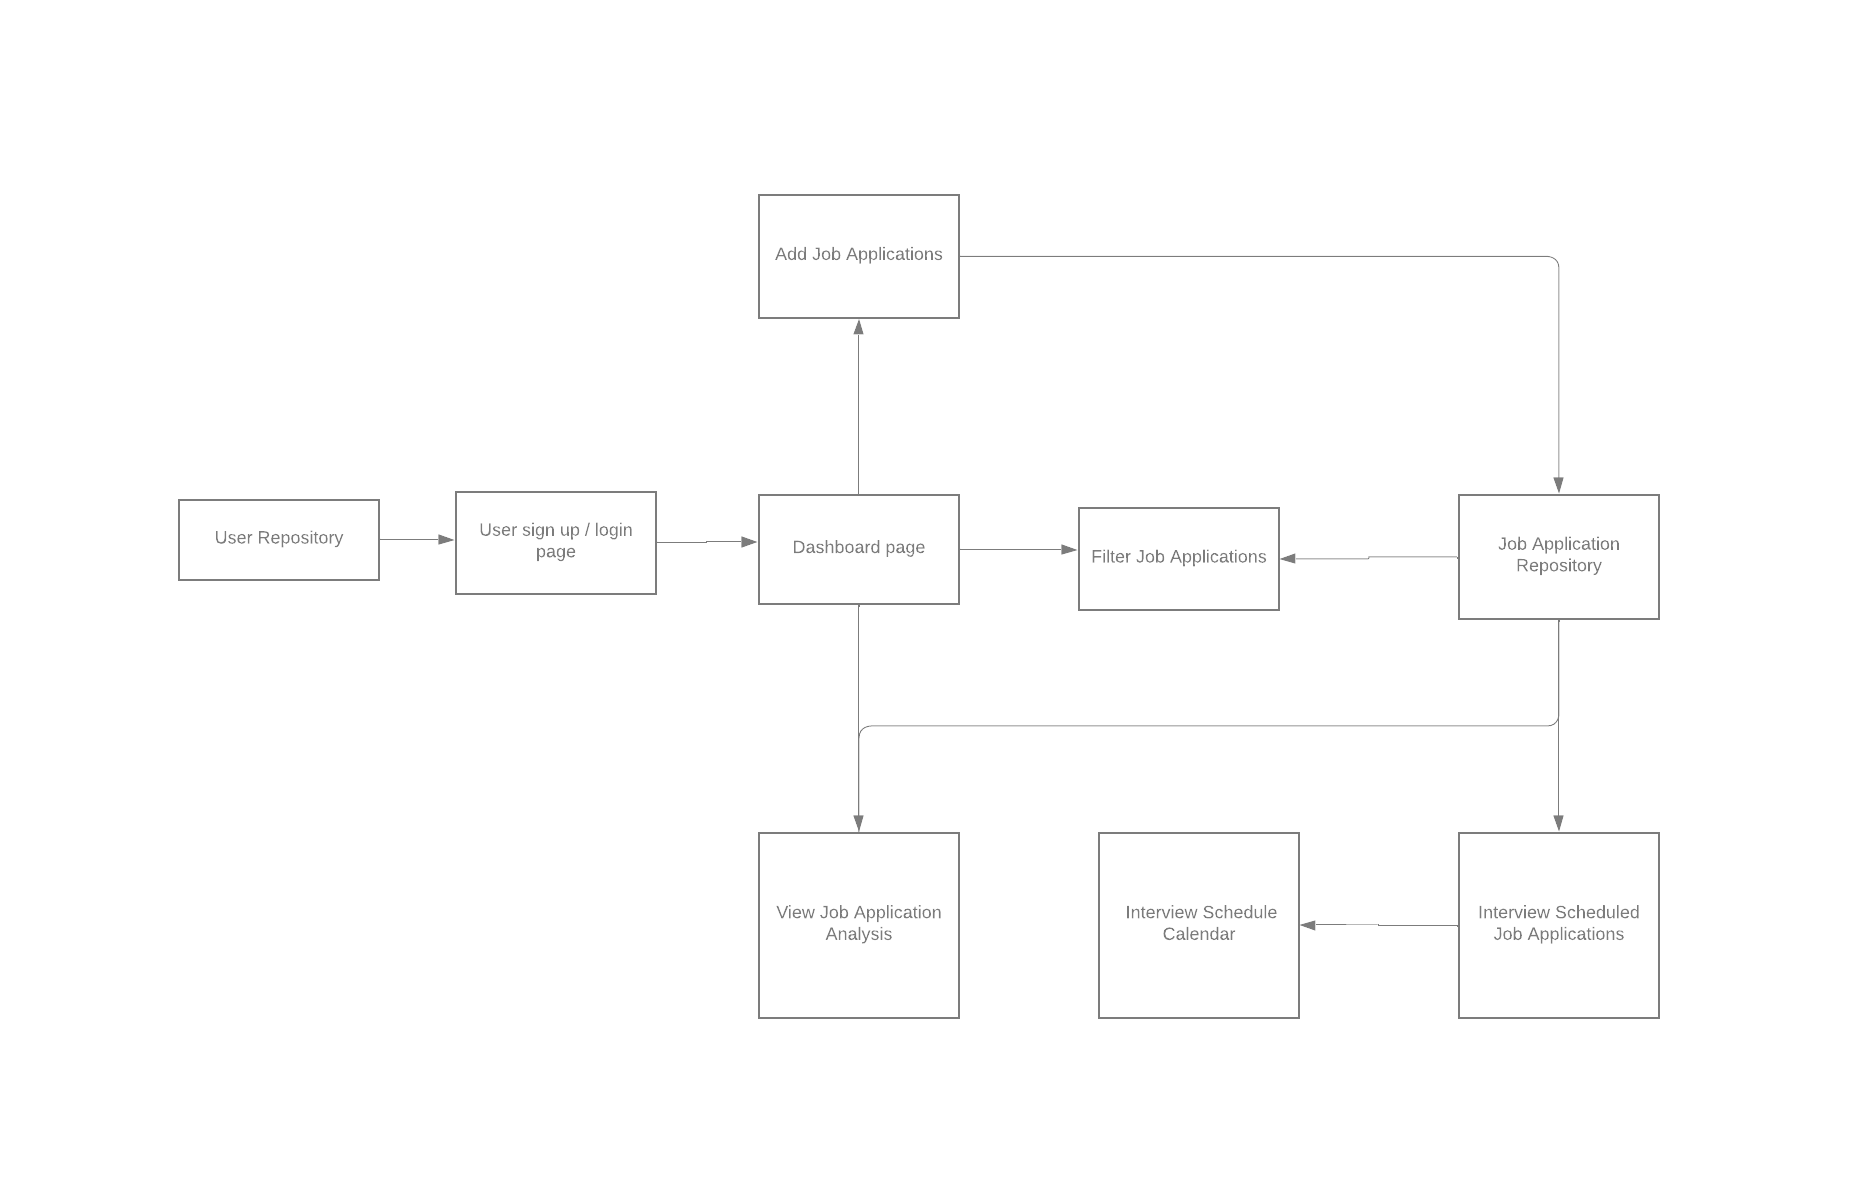 Add Job Applications
User Repository
User sign up / login
page
Dashboard page
Filter Job Applications
Job Application
Repository
View Job Application
Analysis
Interview Schedule
Calendar
Interview Scheduled
Job Applications